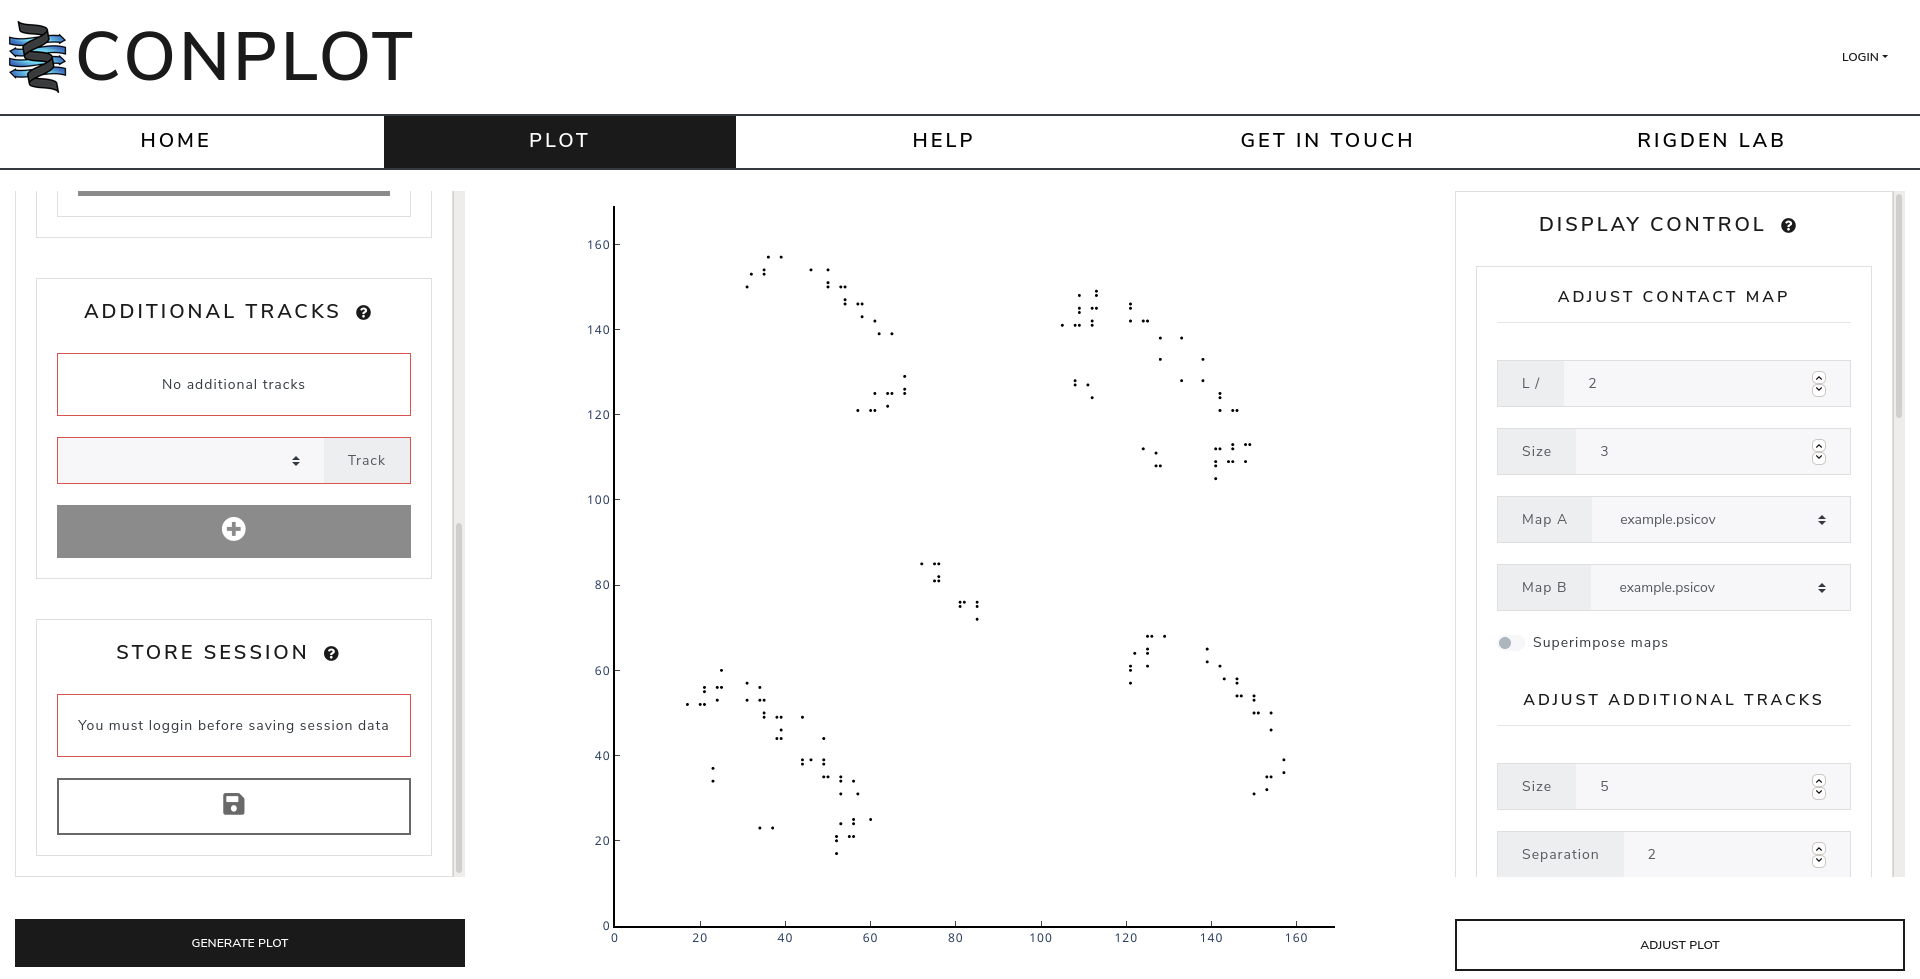 CONPLOT
LOGIN
HOME
PLOT
HELP
GET IN TOUCH
RIGDEN LAB
ADDITIONAL TRACKS
No additional tracks
Track
STORE SESSION
You must loggin before saving session data
GENERATE PLOT
160
140
120
100
80
60
40
20
0
0 20 40 60 80 100 120 140 160
DISPLAY CONTROL
ADJUST CONTACT MAP
L / 2
Size 3
Map A example.psicov
Map B example.psicov
Superimpose maps
ADJUST ADDITIONAL TRACKS
Size 5
Separation 2
ADJUST PLOT